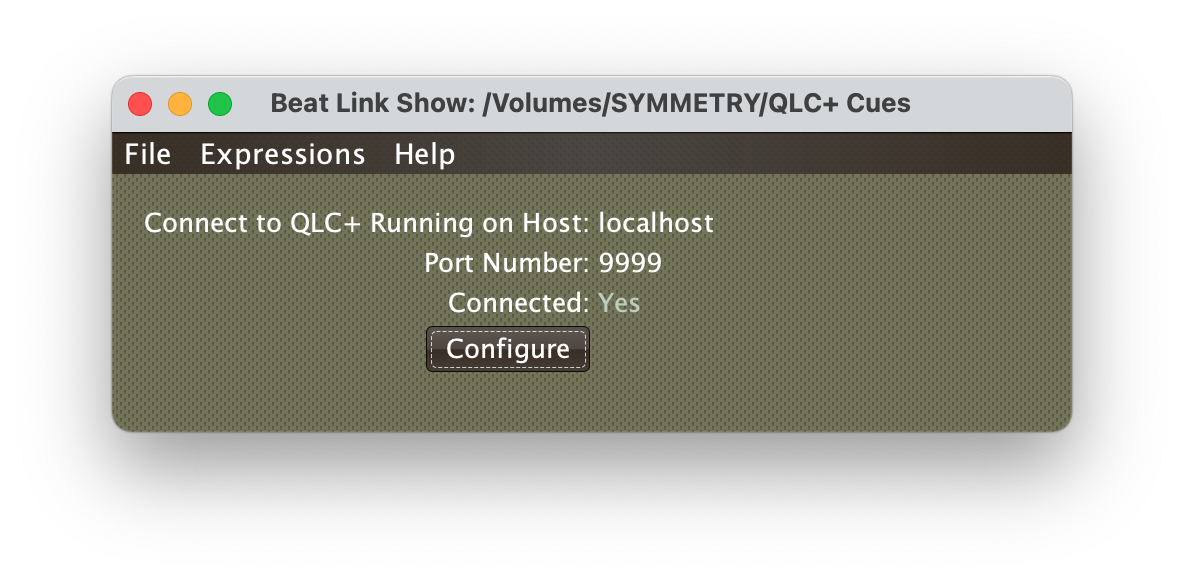 Beat Link Show: /Volumes/SYMMETRY/QLC+ Cues
File Expressions Help
Connect to QLC+ Running on Host: localhost
Port Number: 9999
Connected: Yes
Configure